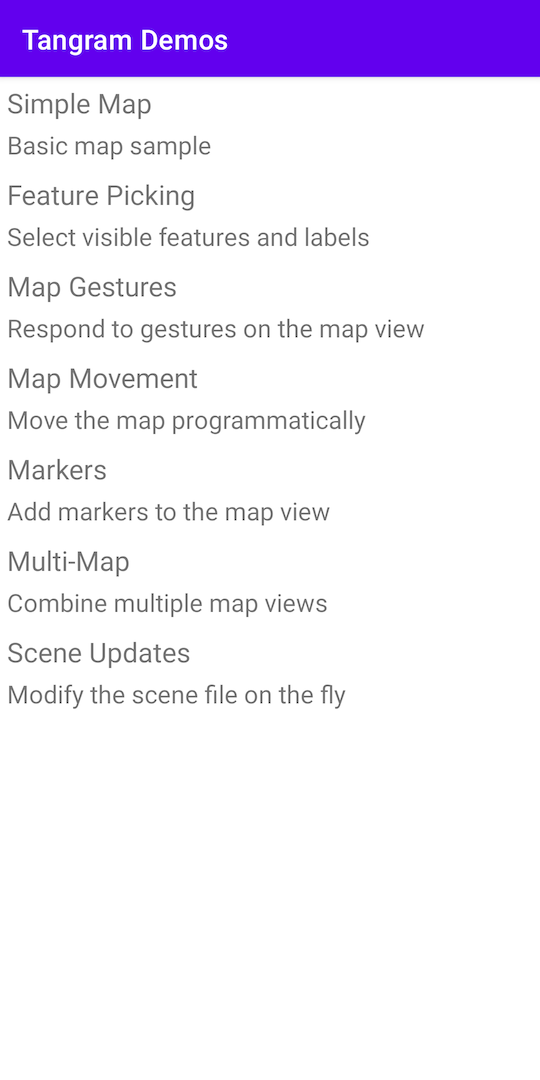 Tangram Demos
Simple Map
Basic map sample
Feature Picking
Select visible features and labels
Map Gestures
Respond to gestures on the map view
Map Movement
Move the map programmatically
Markers
Add markers to the map view
Multi-Map
Combine multiple map views
Scene Updates
Modify the scene file on the fly